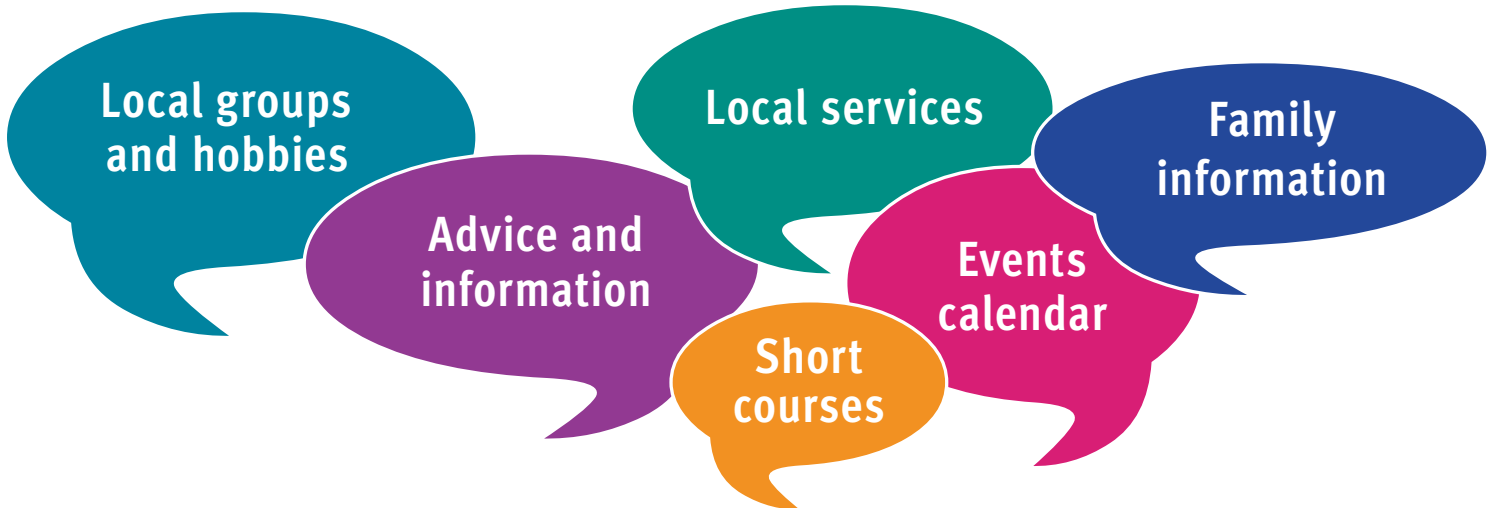 Local groups
and hobbies
Advice and
information
Local services
Short
courses
Events
calendar
Family
information